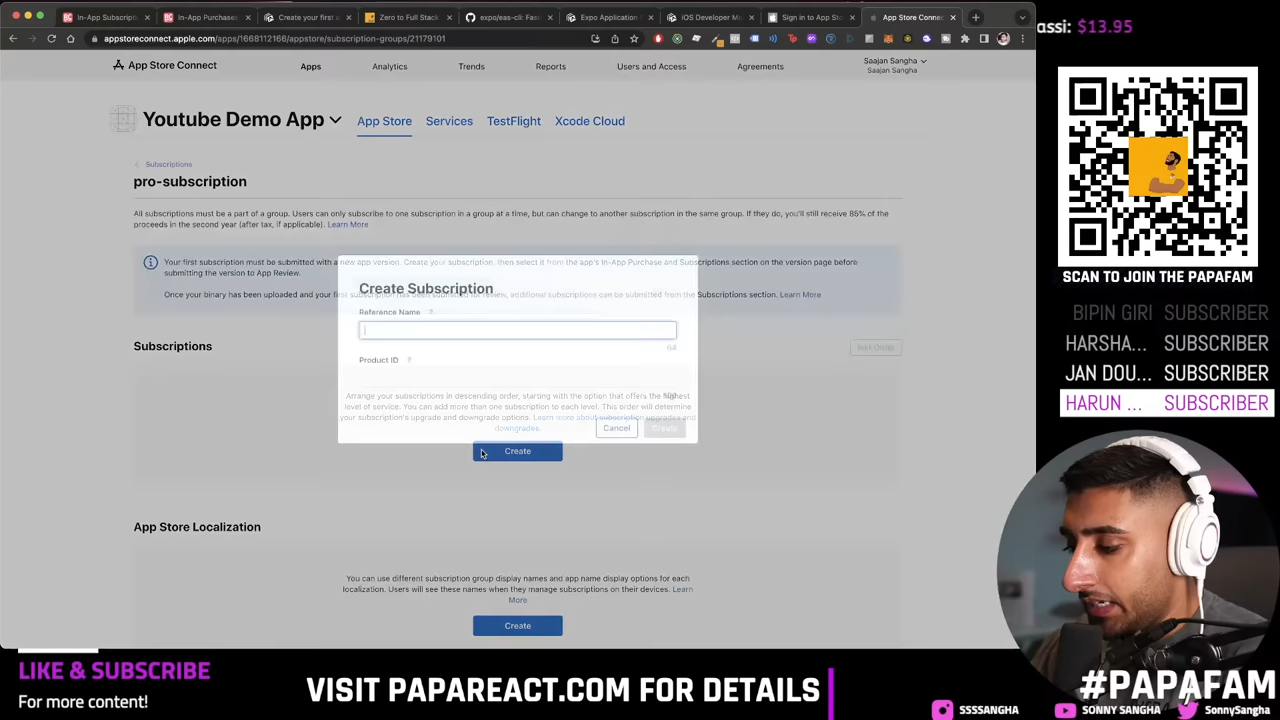 In-App Subscript
In-App Purchases
Create your first a
Zero to Full Stack
expo/eas-cli: Fast
Expo Application
iOS Developer M
Sign in to App Sto
App Store Connec
assi: $13.95
appstoreconnect.apple.com/apps/1668112166/appstore/subscription-groups/21179101
App Store Connect
Apps
Analytics
Trends
Reports
Users and Access
Agreements
Saajan Sangha
Saajan Sangha
Youtube Demo App
App Store
Services
TestFlight
Xcode Cloud
Subscriptions
pro-subscription
All subscriptions must be a part of a group. Users can only subscribe to one subscription in a group at a time, but can change to another subscription in the same group. If they do, you'll still receive 85% of the
proceeds in the second year (after tax, if applicable). Learn More
Your first subscription must be submitted with a new app version. Create your subscription, then select it from the app's In-App Purchase and Subscriptions section on the version page before
submitting the version to App Review.
Once your binary has been uploaded and your first subscription has been submitted for review, additional subscriptions can be submitted from the Subscriptions section. Learn More
Create Subscription
Reference Name ?
64
Product ID ?
Subscriptions
Arrange your subscriptions in descending order, starting with the option that offers the highest
level of service. You can add more than one subscription to each level. This order will determine
your subscription's upgrade and downgrade options. Learn more about subscription upgrades and
downgrades.
Cancel
Create
Create
App Store Localization
You can use different subscription group display names and app name display options for each
localization. Users will see these names when they manage subscriptions on their devices. Learn
More
Create
SCAN TO JOIN THE PAPAFAM
BIPIN GIRI SUBSCRIBER
HARSHA... SUBSCRIBER
JAN DOU... SUBSCRIBER
HARUN ... SUBSCRIBER
LIKE & SUBSCRIBE
For more content!
VISIT PAPAREACT.COM FOR DETAILS
#PAPAFAM
SSSSANGHA
SONNY SANGHA
SonnySangha